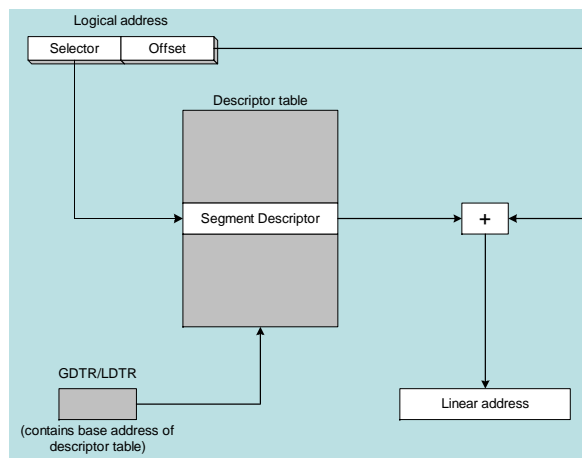 Logical address
Selector
Offset
Descriptor table
Segment Descriptor
+
GDTR/LDTR
(contains base address of
descriptor table)
Linear address